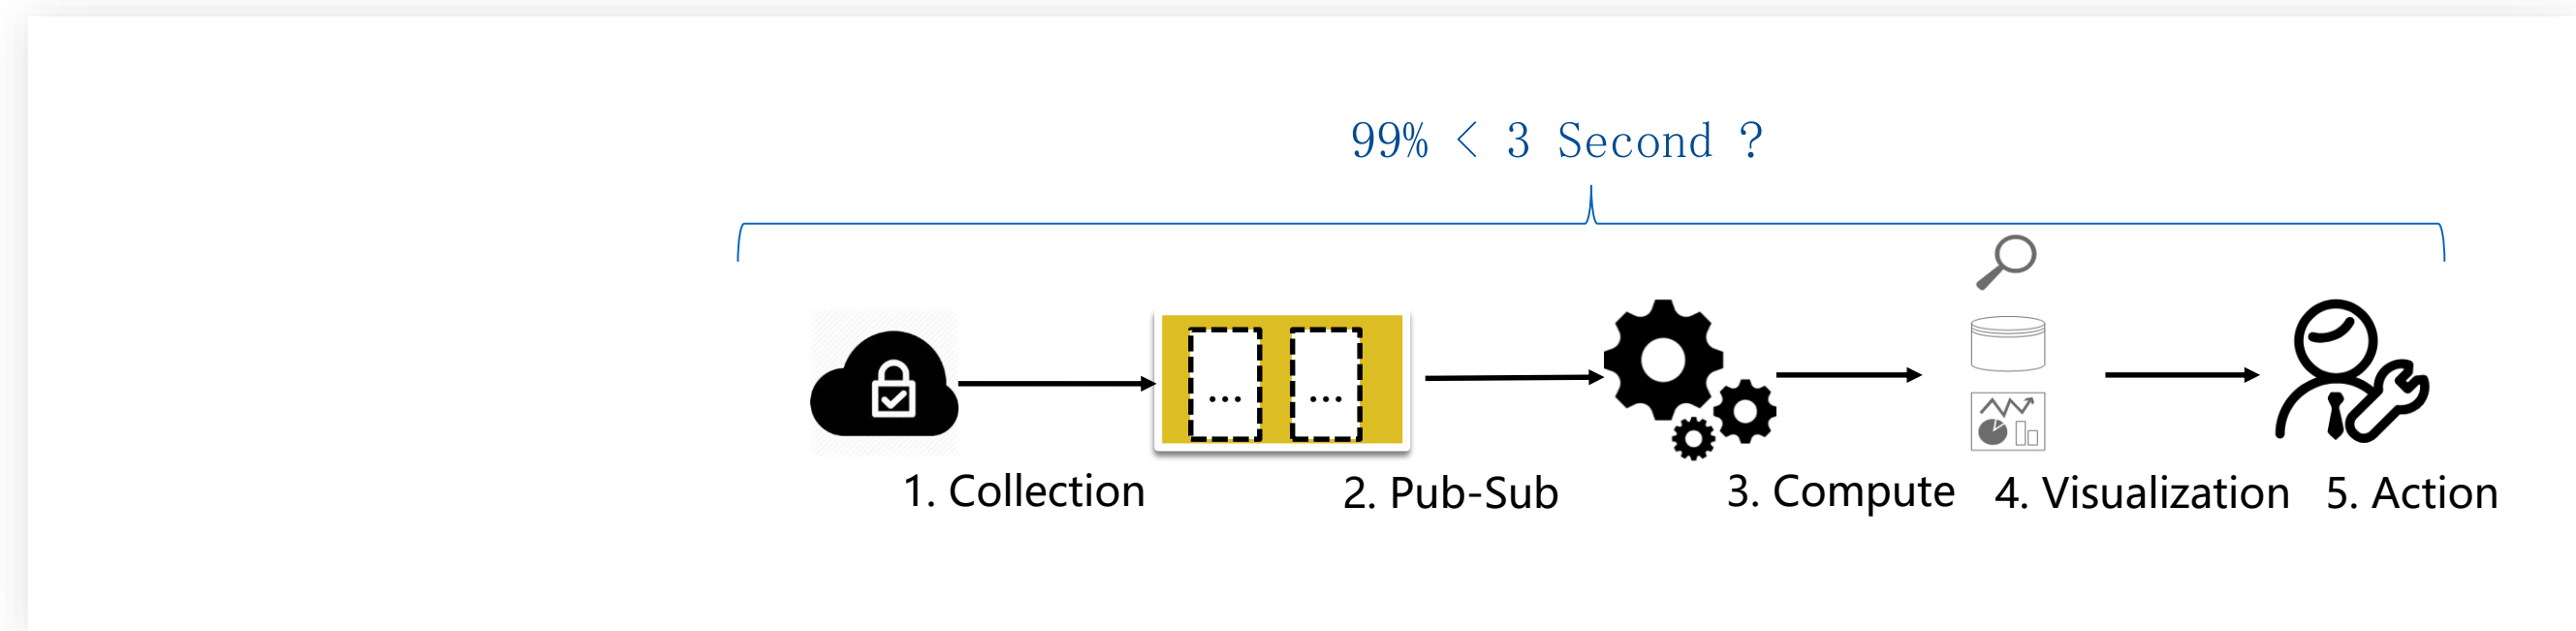 99% < 3 Second ?
... ...
1. Collection 2. Pub-Sub 3. Compute 4. Visualization 5. Action